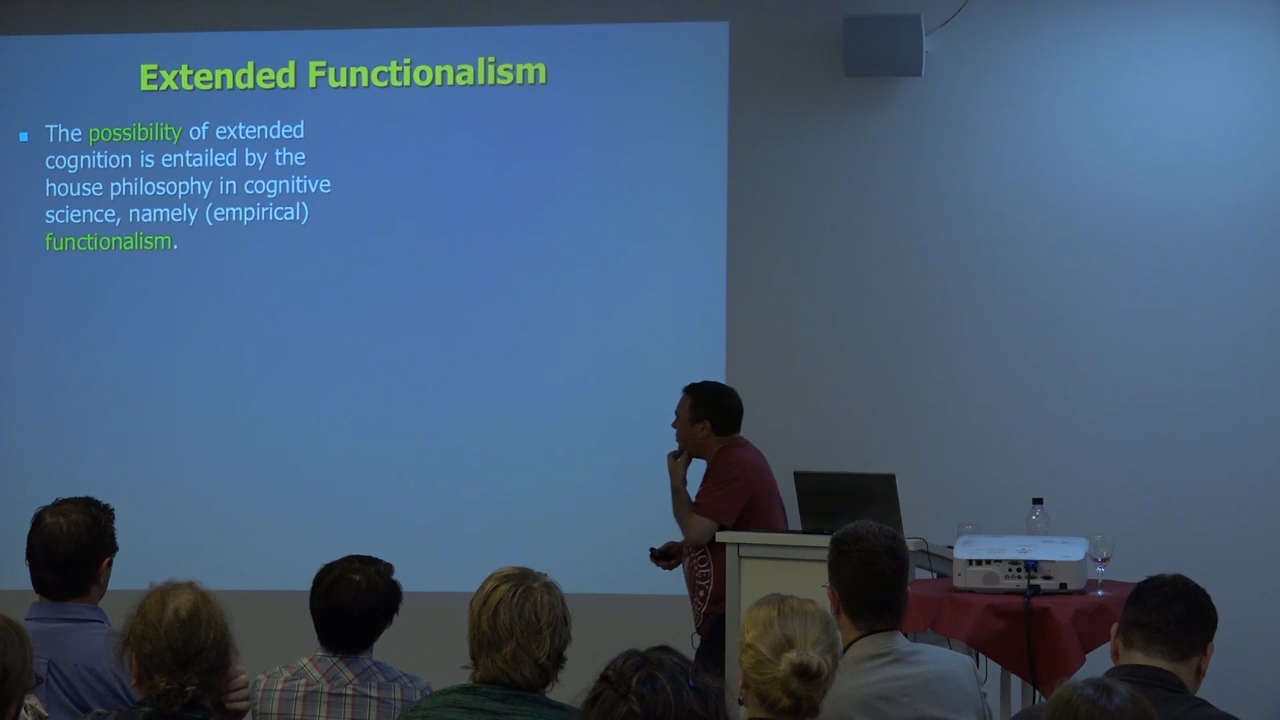 Extended Functionalism
The possibility of extended
cognition is entailed by the
house philosophy in cognitive
science, namely (empirical)
functionalism.